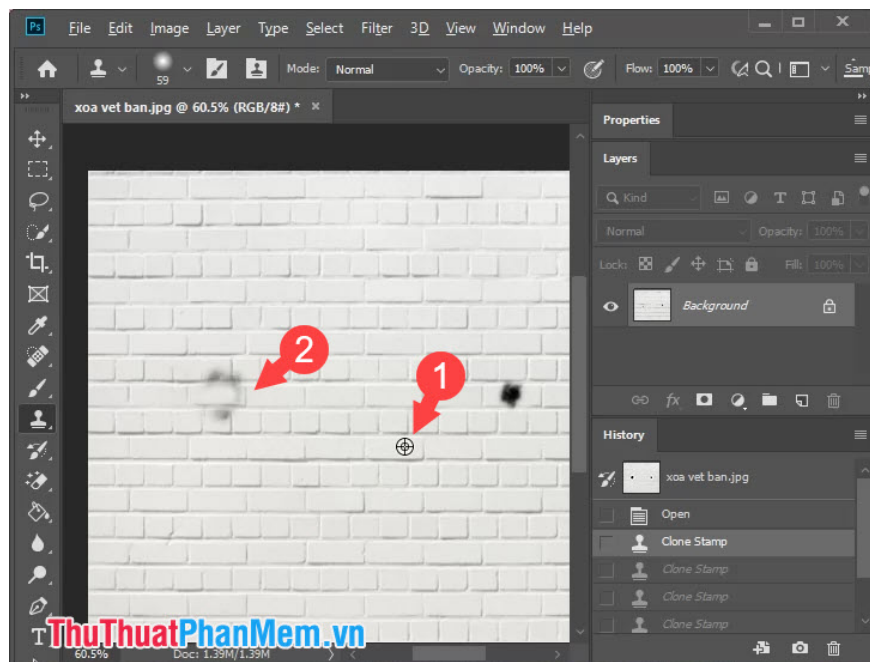 Ps File Edit Image Layer Type Select Filter 3D View Window Help
59 Mode: Normal Opacity: 100% Flow: 100% Samp
xoa vet ban.jpg @ 60.5% (RGB/8#) * ×
Properties
Layers
Kind
Normal Opacity: 100%
Lock: Fill: 100%
Background
2
1
fx
History
xoa vet ban.jpg
Open
Clone Stamp
Clone Stamp
Clone Stamp
Clone Stamp
T
ThuThuatPhanMem.vn
60.5% Doc: 1.39M/1.39M